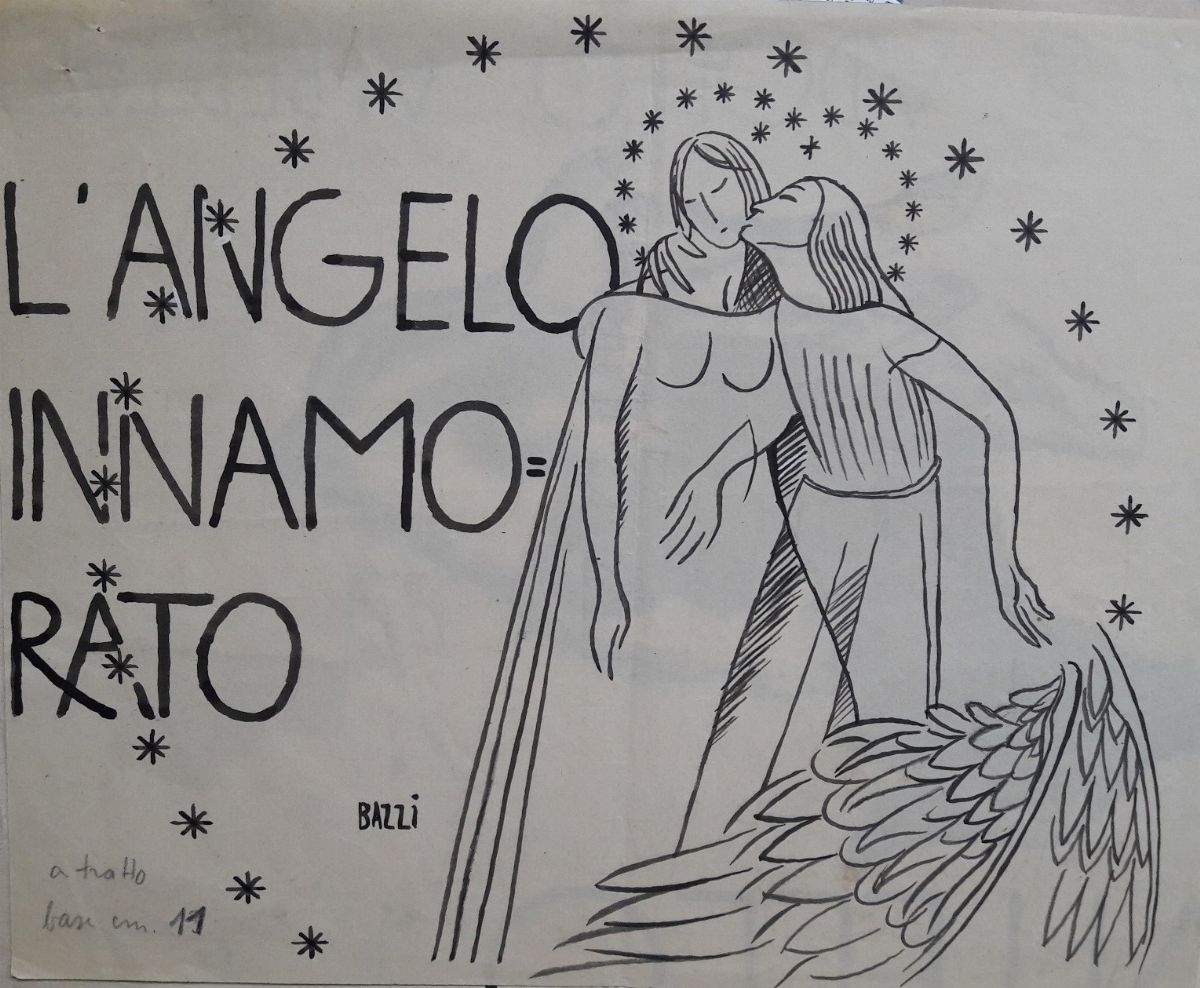 L'ANGELO
INNAMO=
RATO
BAZZi
a tratto
base cm. 11